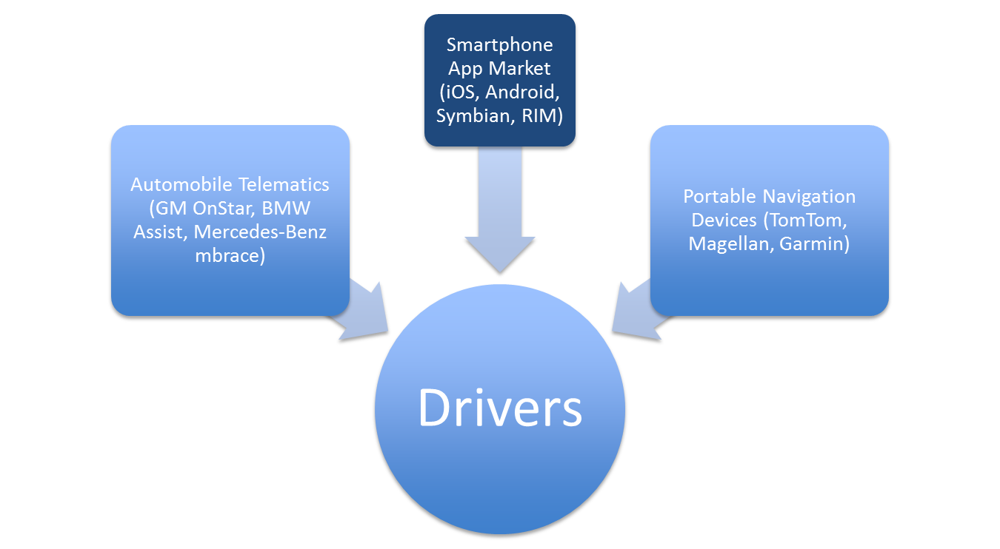 Smartphone
App Market
(iOS, Android,
Symbian, RIM)
Automobile Telematics
(GM OnStar, BMW
Assist, Mercedes-Benz
mbrace)
Portable Navigation
Devices (TomTom,
Magellan, Garmin)
Drivers